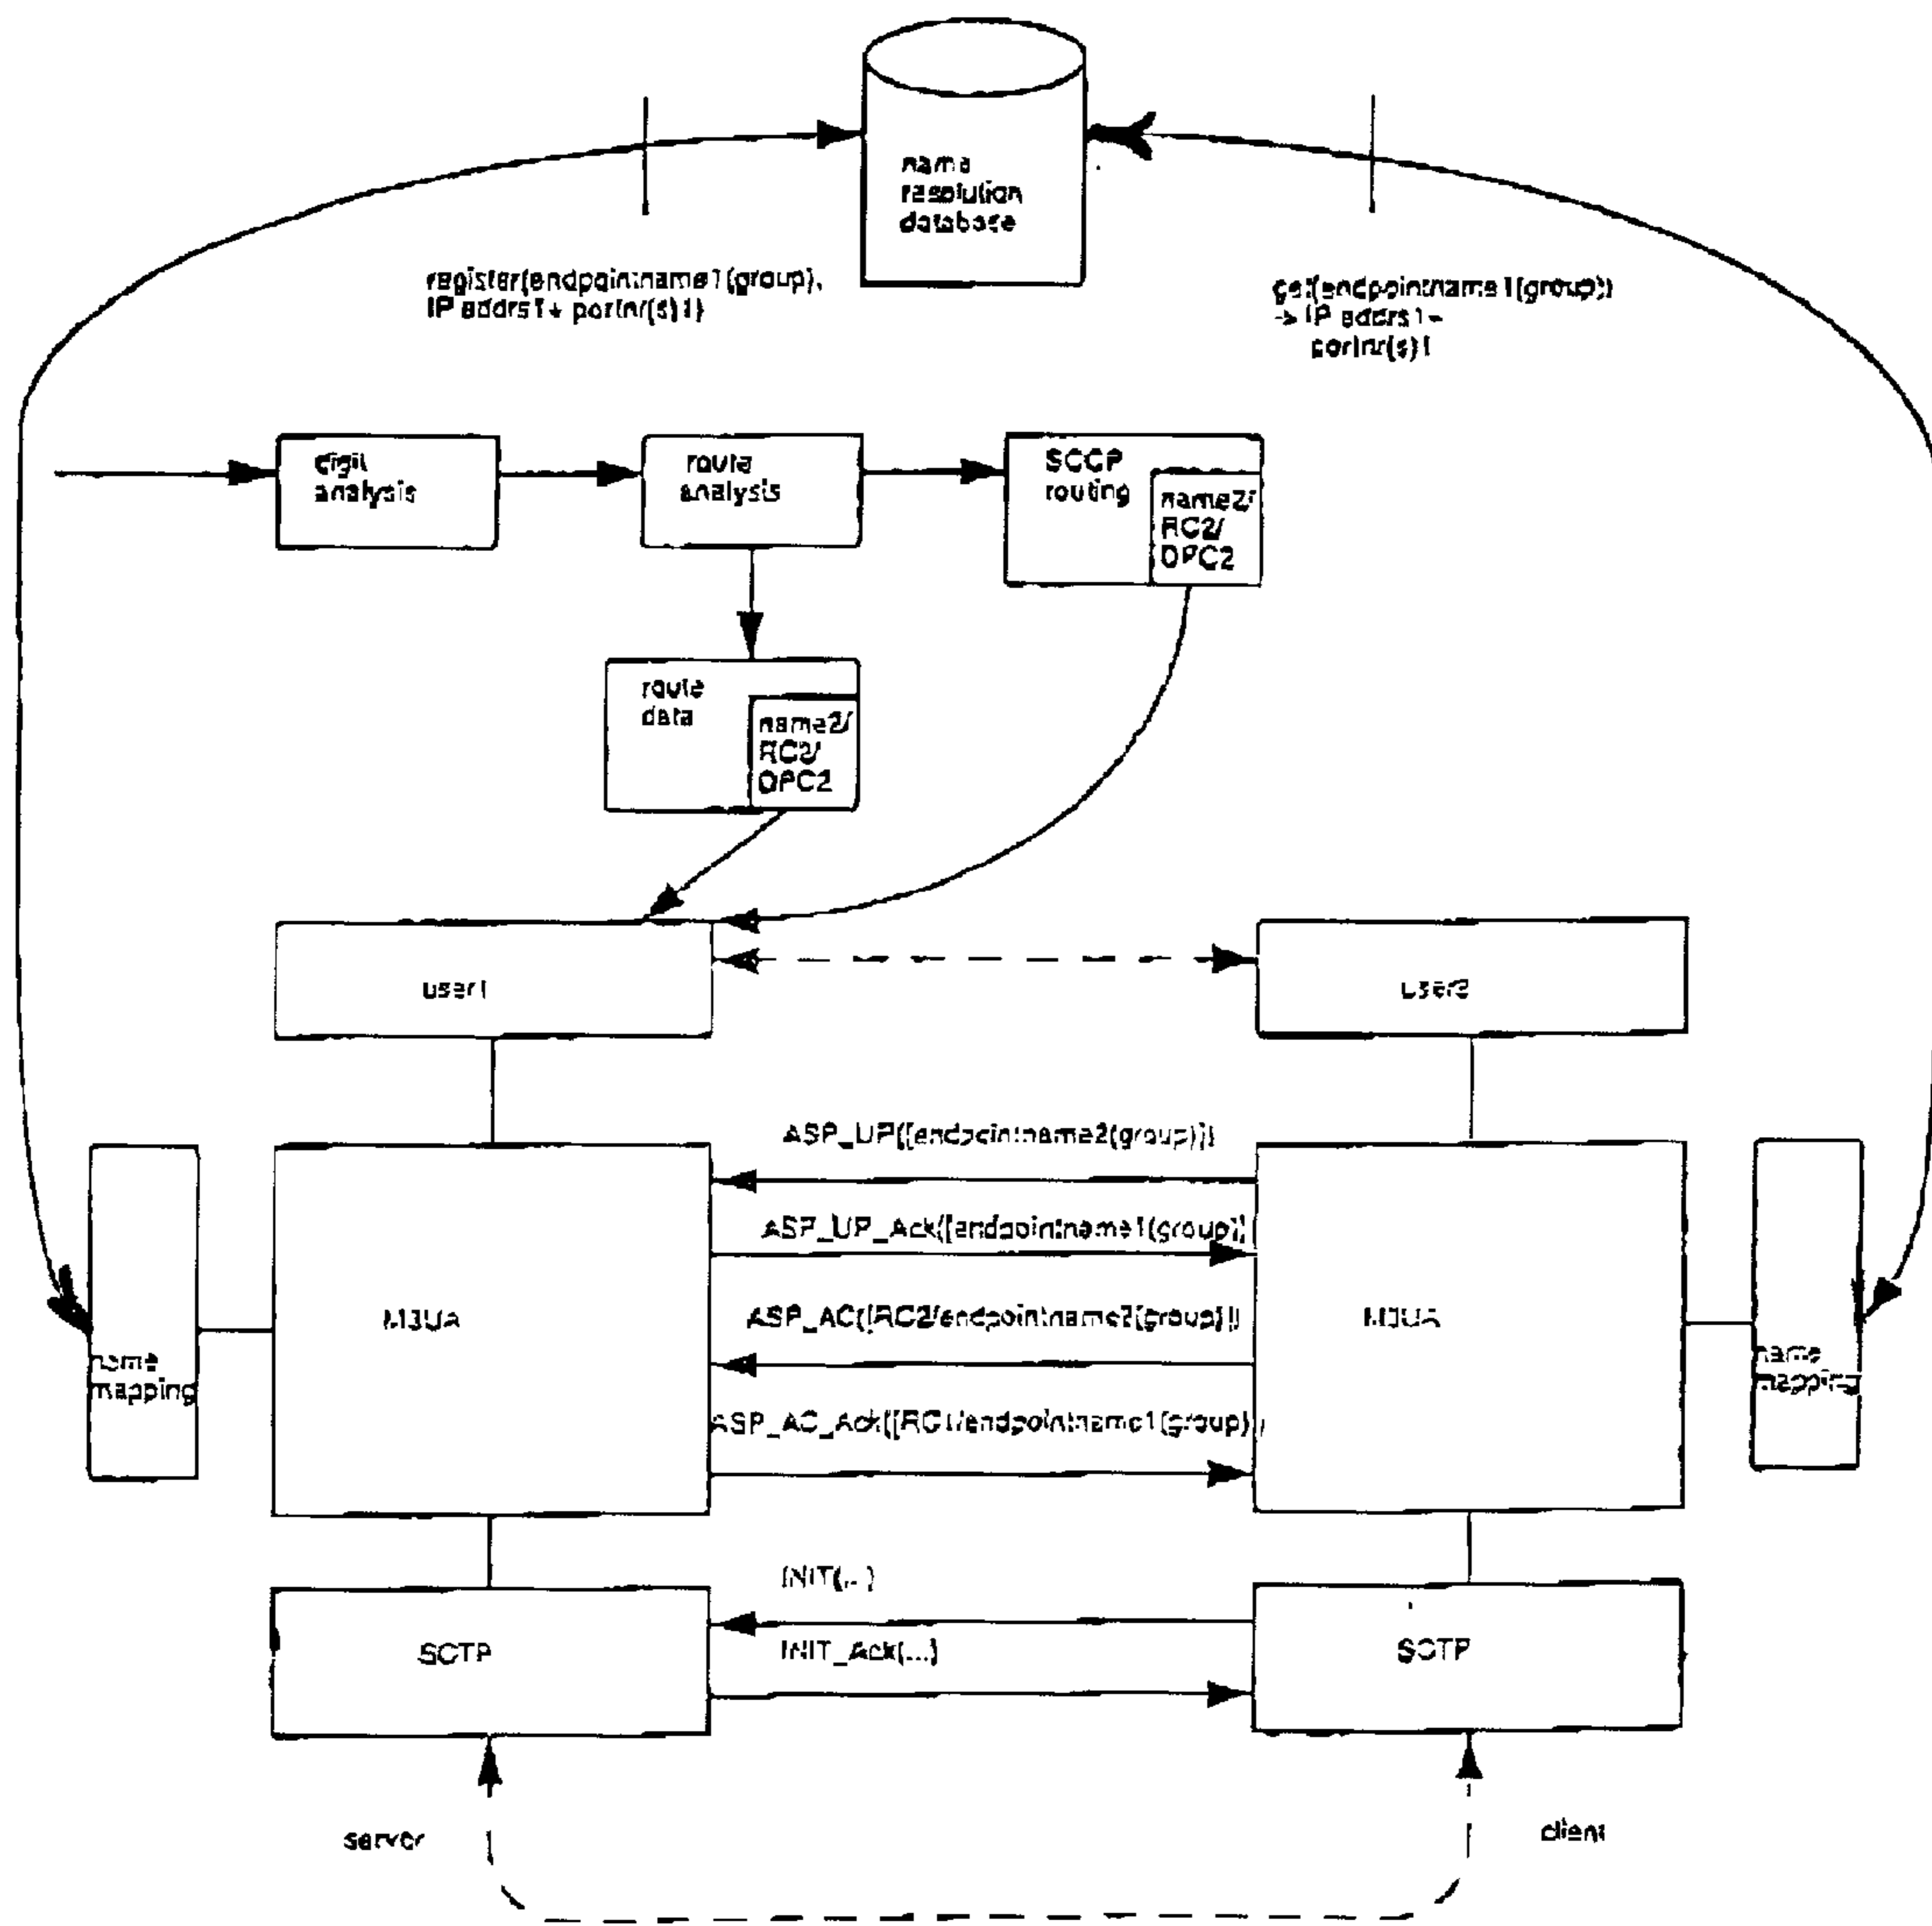 name
resolution
database
register(endpointname1(group),
IP addrs1+ portnr(s)1)
get(endpointname1(group))
-> IP addrs1-
portnr(s)1
digit
analysis
route
analysis
SCCP
routing
name2/
RC2/
DPC2
route
data
name2/
RC2/
DPC2
user1
user2
ASP_UP([endpointname2(group)])
ASP_UP_Ack([endpointname1(group)]
M3UA
ASP_AC([RC2/endpointname2(group)])
M3UA
name
mapping
name
mapping
ASP_AC_Ack([RC1/endpointname1(group)])
INIT(...)
SCTP
INIT_Ack(...)
SCTP
server
client